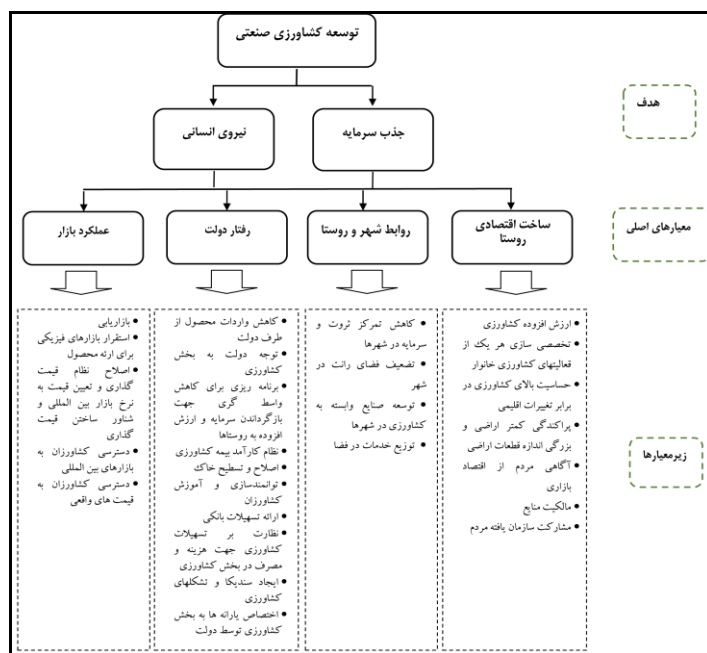 توسعه کشاورزی صنعتی
هدف
جذب سرمایه
نیروی انسانی
معیارهای اصلی
ساخت اقتصادی
روستا
روابط شهر و روستا
رفتار دولت
عملکرد بازار
زیرمعیارها
• ارزش افزوده کشاورزی
• تخصصی سازی هر یک از
فعالیتهای کشاورزی خانوار
• حساسیت بالای کشاورزی در
برابر تغییرات اقلیمی
• پراکندگی کمتر اراضی و
بزرگی اندازه قطعات اراضی
• آگاهی مردم از اقتصاد
بازاری
• مالکیت منابع
• مشارکت سازمان یافته مردم
• کاهش تمرکز ثروت و
سرمایه در شهرها
• تضعیف فضای رانت در
شهر
• توسعه صنایع وابسته به
کشاورزی در شهرها
• توزیع خدمات در فضا
• کاهش واردات محصول از
طرف دولت
• توجه دولت به بخش
کشاورزی
• برنامه ریزی برای کاهش
واسط گری جهت
بازگرداندن سرمایه و ارزش
افزوده به روستاها
• نظام کارآمد بیمه کشاورزی
• اصلاح و تسطیح خاک
• توانمندسازی و آموزش
کشاورزان
• ارائه تسهیلات بانکی
• نظارت بر تسهیلات
کشاورزی جهت هزینه و
مصرف در بخش کشاورزی
• ایجاد سندیکا و تشکلهای
کشاورزی
• اختصاص یارانه ها به بخش
کشاورزی توسط دولت
• بازاریابی
• استقرار بازارهای فیزیکی
برای ارئه محصول
• اصلاح نظام قیمت
گذاری و تعیین قیمت به
نرخ بازار بین المللی و
شناور ساختن قیمت
گذاری
• دسترسی کشاورزان به
بازارهای بین المللی
• دسترسی کشاورزان به
قیمت های واقعی